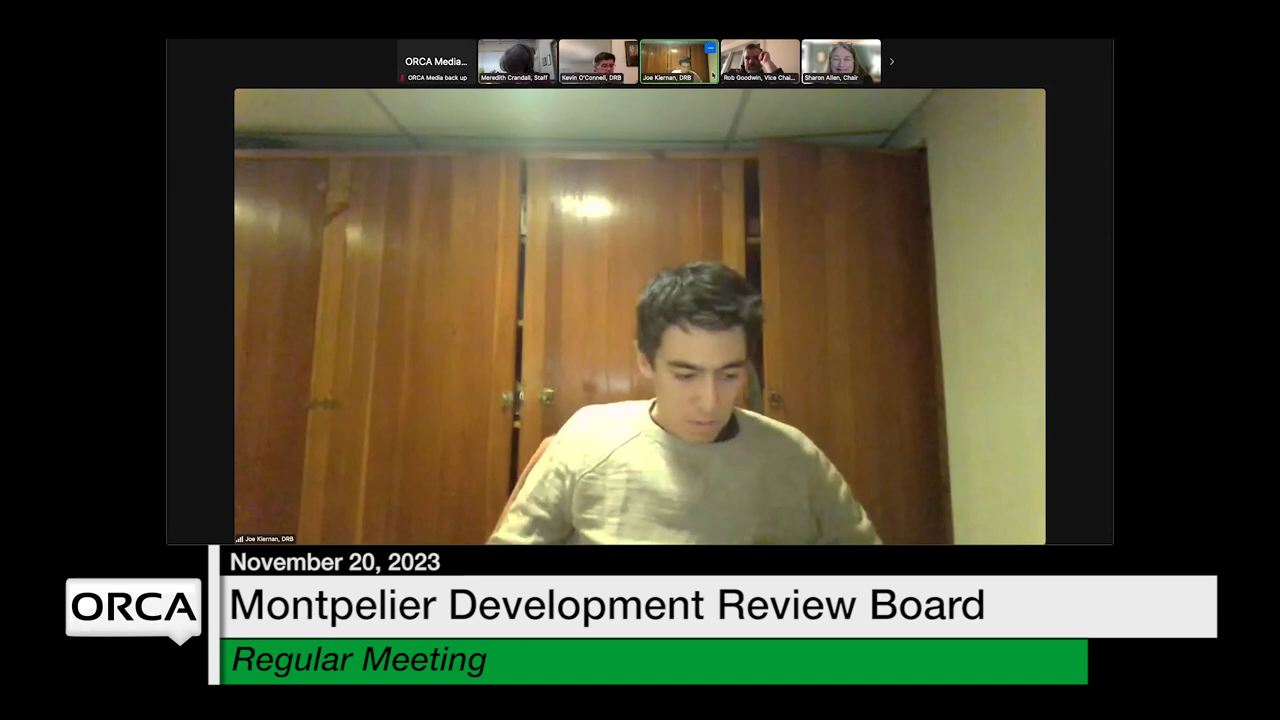 ORCA Media...
ORCA Media back up
Meredith Crandall, Staff
Kevin O'Connell, DRB
Joe Kiernan, DRB
Rob Goodwin, Vice Chai...
Sharon Allen, Chair
Joe Kiernan, DRB
November 20, 2023
ORCA
Montpelier Development Review Board
Regular Meeting